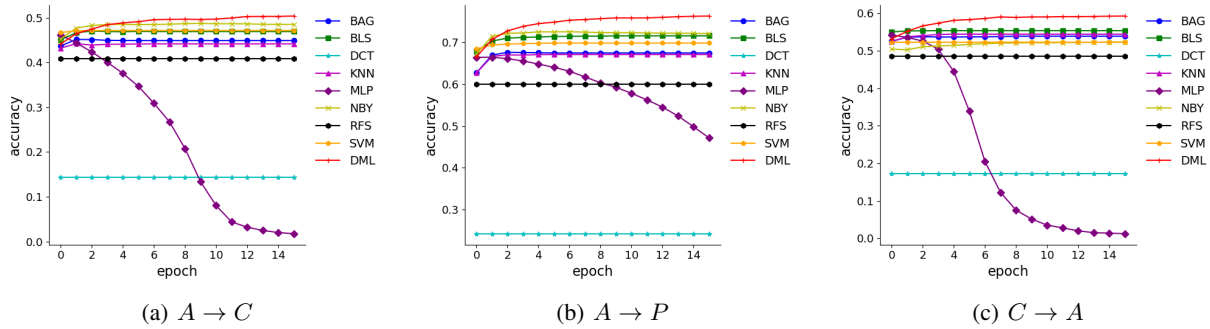 0.5
0.4
0.3
0.2
0.1
0.0
accuracy
0 2 4 6 8 10 12 14
epoch
BAG
BLS
DCT
KNN
MLP
NBY
RFS
SVM
DML
(a) A → C
0.7
0.6
0.5
0.4
0.3
accuracy
0 2 4 6 8 10 12 14
epoch
BAG
BLS
DCT
KNN
MLP
NBY
RFS
SVM
DML
(b) A → P
0.6
0.5
0.4
0.3
0.2
0.1
0.0
accuracy
0 2 4 6 8 10 12 14
epoch
BAG
BLS
DCT
KNN
MLP
NBY
RFS
SVM
DML
(c) C → A